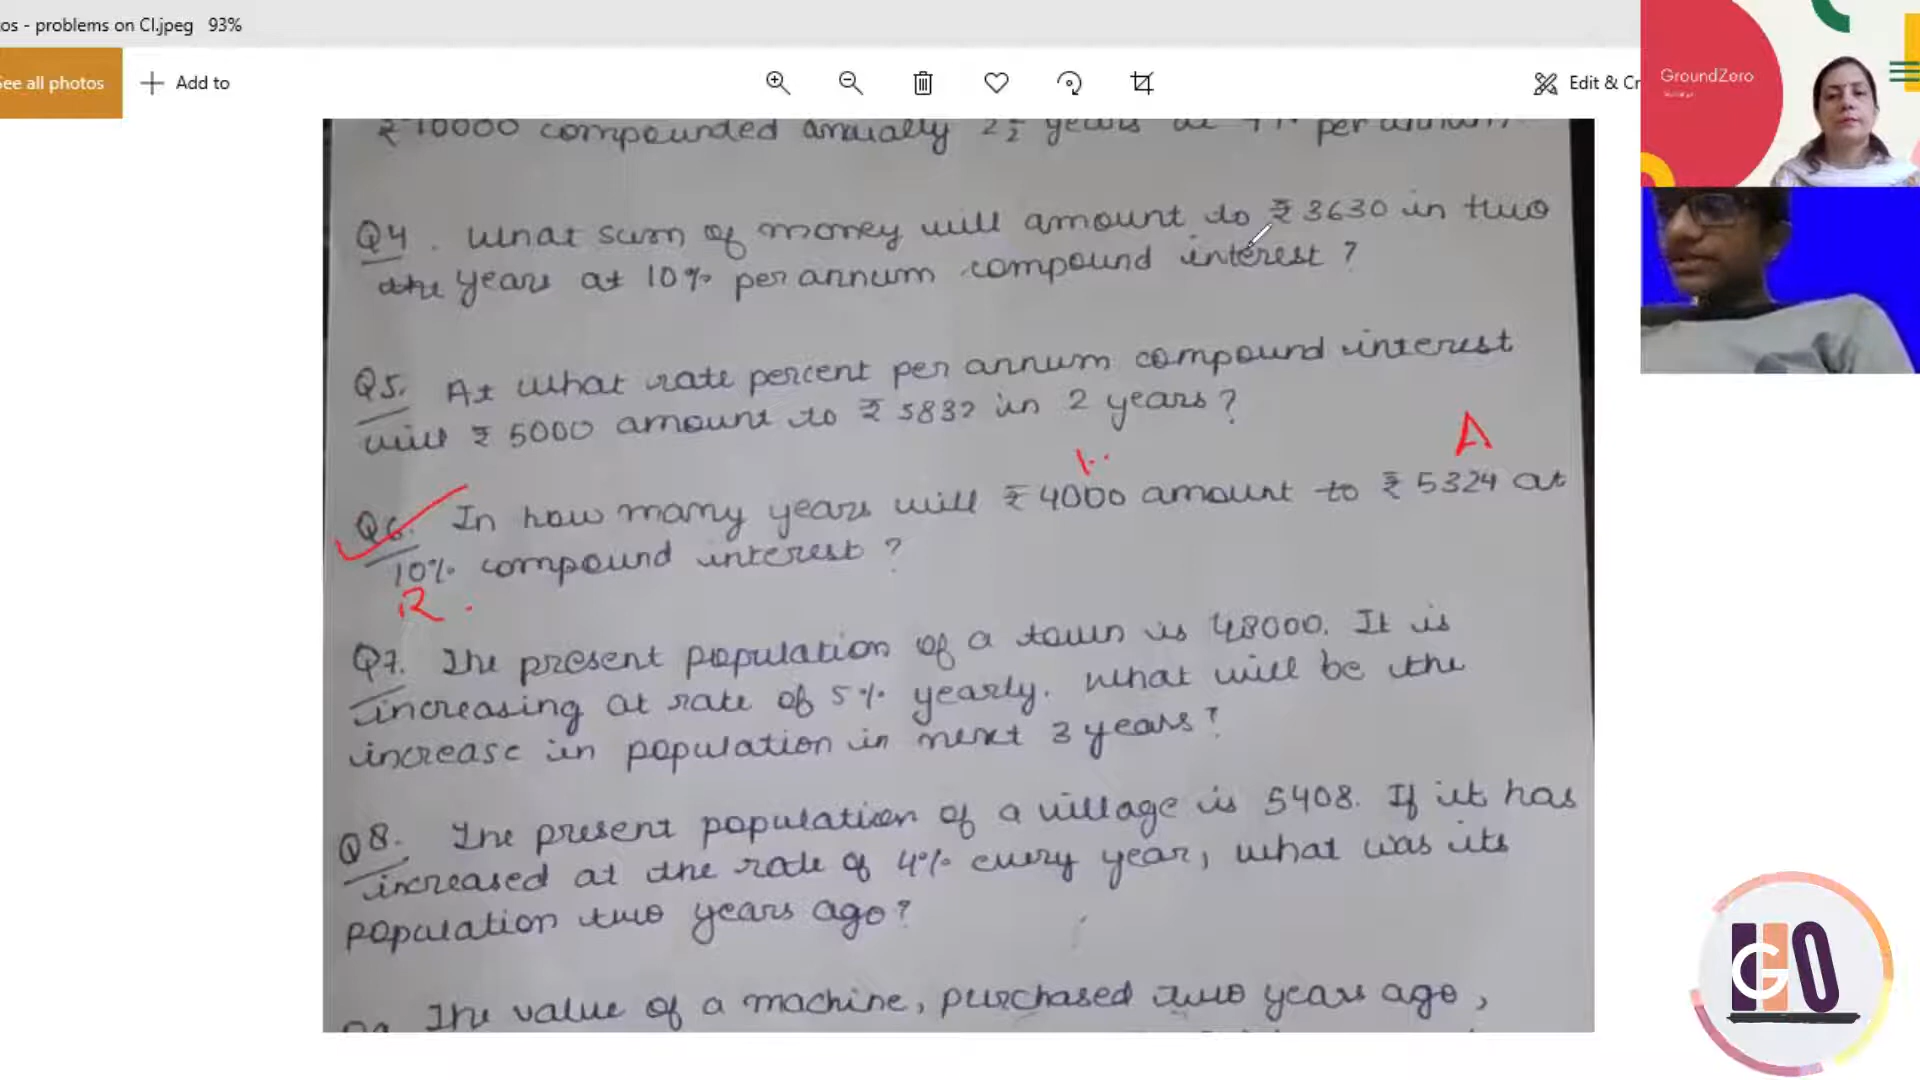 os - problems on CI.jpeg 93%
See all photos
Add to
Edit & Cr
GroundZero
₹ 10000 compounded annually 2½ years at per annum
Q4. What sum of money will amount to ₹ 3630 in two
the years at 10% per annum compound interest?
Q5. At what rate percent per annum compound interest
will ₹ 5000 amount to ₹ 5832 in 2 years?
A
Q6. In how many years will ₹ 4000 amount to ₹ 5324 at
10% compound interest?
R.
Q7. The present population of a town is 48000. It is
increasing at rate of 5% yearly. What will be the
increase in population in next 3 years?
Q8. The present population of a village is 5408. If it has
increased at the rate of 4% every year, what was its
population two years ago?
The value of a machine, purchased two years ago,
G0